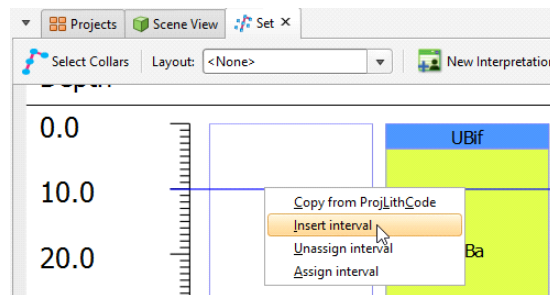 Projects Scene View Set
Select Collars Layout: <None> New Interpretation
Depth
0.0
UBif
10.0
Copy from ProjLithCode
Insert interval
Unassign interval
Ba
20.0
Assign interval